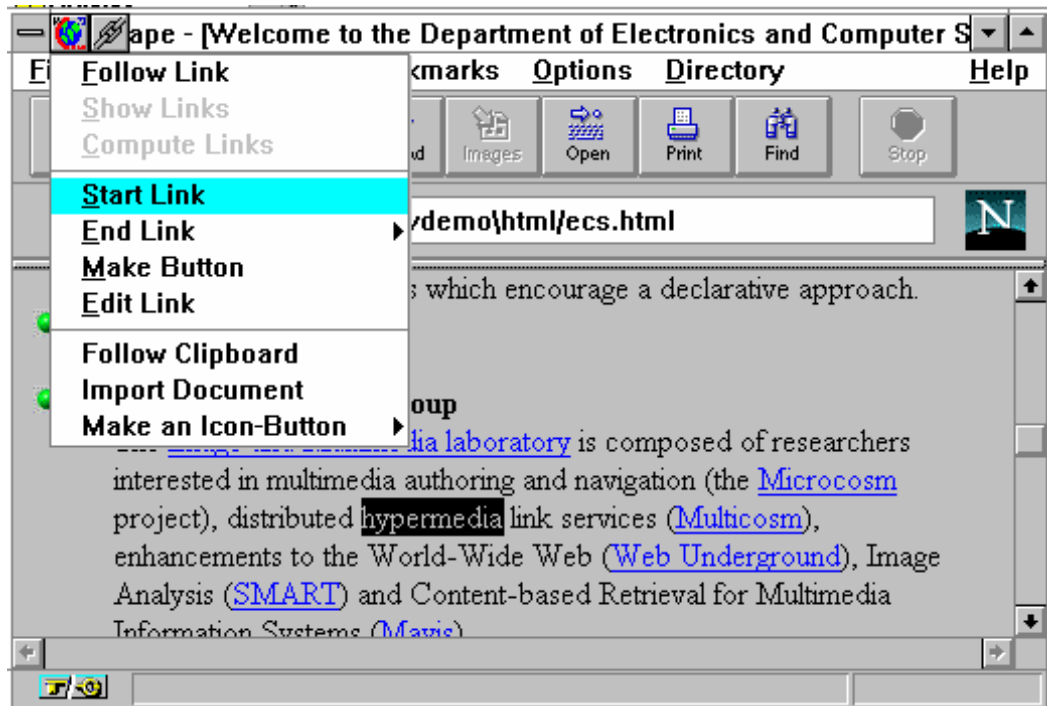 ape - [Welcome to the Department of Electronics and Computer S
Fi kmarks Options Directory Help
Follow Link
Show Links
Compute Links
Start Link
End Link
Make Button
Edit Link
Follow Clipboard
Import Document
Make an Icon-Button
ad Images Open Print Find Stop
/demo\html/ecs.html
N
s which encourage a declarative approach.
oup
dia laboratory is composed of researchers
interested in multimedia authoring and navigation (the Microcosm
project), distributed hypermedia link services (Multicosm),
enhancements to the World-Wide Web (Web Underground), Image
Analysis (SMART) and Content-based Retrieval for Multimedia
Information Systems (Mavis)